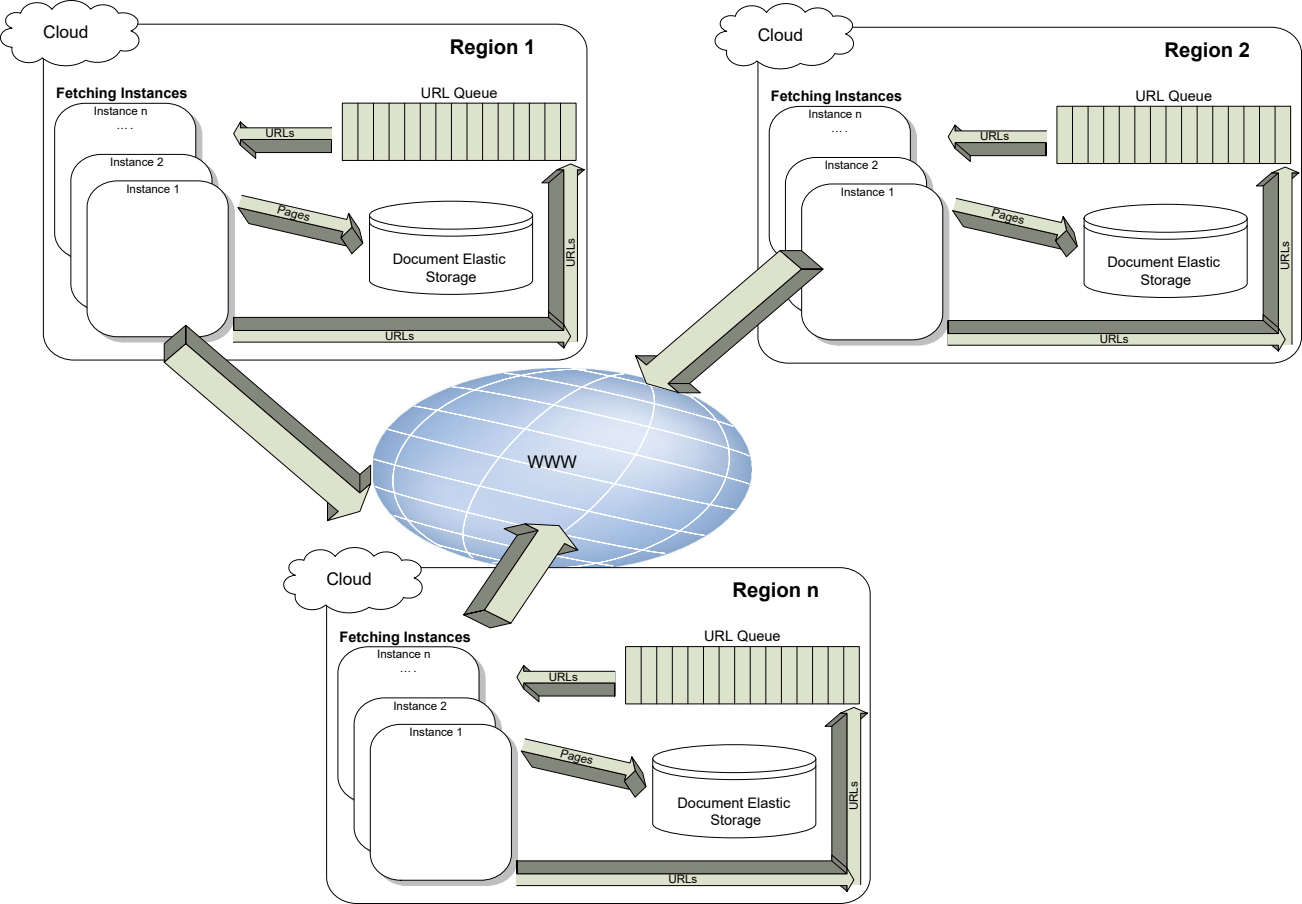 Cloud
Region 1
Fetching Instances
URL Queue
Instance n
... .
URLs
Instance 2
Instance 1
Pages
Document Elastic
Storage
URLs
URLs
Cloud
Region 2
Fetching Instances
URL Queue
Instance n
... .
URLs
Instance 2
Instance 1
Pages
Document Elastic
Storage
URLs
URLs
WWW
Cloud
Region n
Fetching Instances
URL Queue
Instance n
... .
URLs
Instance 2
Instance 1
Pages
Document Elastic
Storage
URLs
URLs